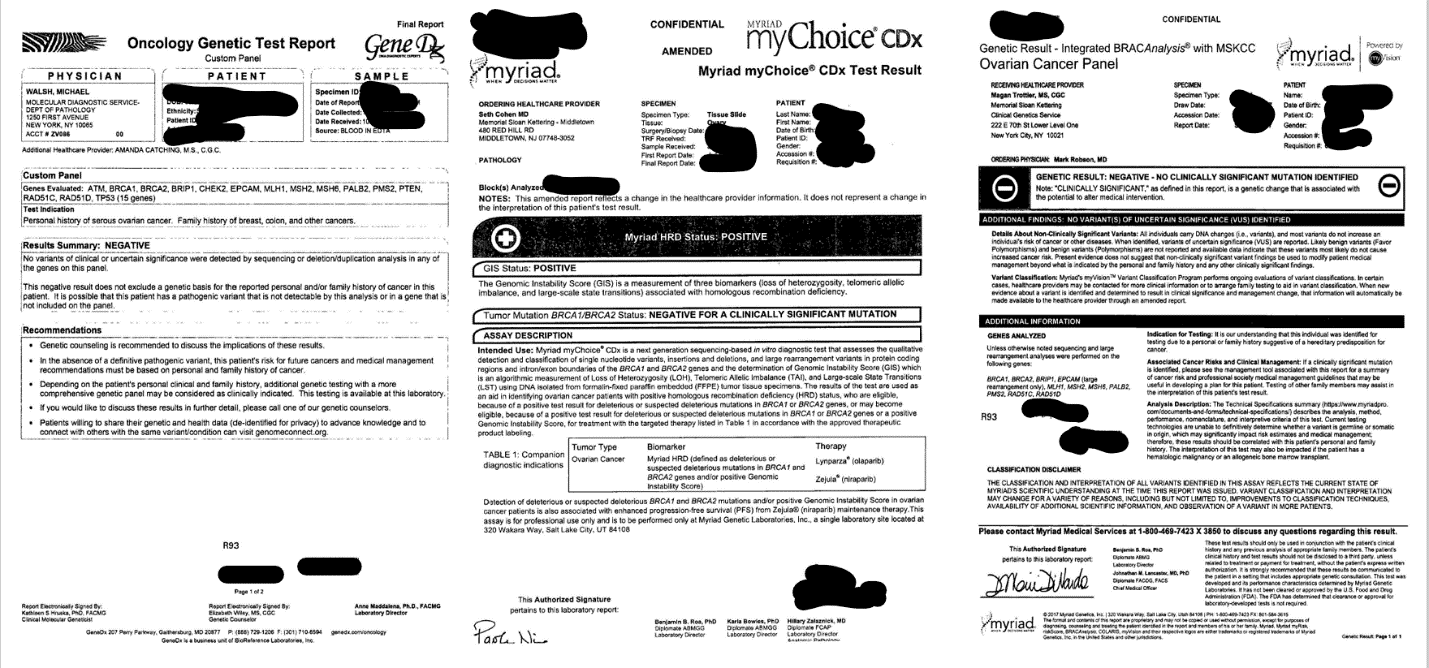 Final Report
Oncology Genetic Test Report
Custom Panel
GeneDx
PHYSICIAN
WALSH, MICHAEL
MOLECULAR DIAGNOSTIC SERVICE-
DEPT OF PATHOLOGY
1250 FIRST AVENUE
NEW YORK, NY 10065
ACCT # ZV086 00
PATIENT
Ethnicity:
Patient ID
SAMPLE
Specimen ID:
Date of Report
Date Collected:
Date Received:
Source: BLOOD IN EDTA
Additional Healthcare Provider: AMANDA CATCHING, M.S., C.G.C.
Custom Panel
Genes Evaluated: ATM, BRCA1, BRCA2, BRIP1, CHEK2, EPCAM, MLH1, MSH2, MSH6, PALB2, PMS2, PTEN,
RAD51C, RAD51D, TP53 (15 genes)
Test Indication
Personal history of serous ovarian cancer. Family history of breast, colon, and other cancers.
Results Summary: NEGATIVE
No variants of clinical or uncertain significance were detected by sequencing or deletion/duplication analysis in any of
the genes on this panel.
This negative result does not exclude a genetic basis for the reported personal and/or family history of cancer in this
patient. It is possible that this patient has a pathogenic variant that is not detectable by this analysis or in a gene that is
not included on the panel.
Recommendations
• Genetic counseling is recommended to discuss the implications of these results.
• In the absence of a definitive pathogenic variant, this patient's risk for future cancers and medical management
recommendations must be based on personal and family history of cancer.
• Depending on the patient's personal clinical and family history, additional genetic testing with a more
comprehensive genetic panel may be considered as clinically indicated. This testing is available at this laboratory.
• If you would like to discuss these results in further detail, please call one of our genetic counselors.
• Patients willing to share their genetic and health data (de-identified for privacy) to advance knowledge and to
connect with others with the same variant/condition can visit genomeconnect.org.
R93
Page 1 of 2
Report Electronically Signed By:
Kathleen S Hruska, PhD, FACMG
Clinical Molecular Geneticist
Report Electronically Signed By:
Elizabeth Wiley, MS, CGC
Genetic Counselor
Anne Maddalena, Ph.D., FACMG
Laboratory Director
GeneDx 207 Perry Parkway, Gaithersburg, MD 20877 P: (888) 729-1206 F: (301) 710-6594 genedx.com/oncology
GeneDx is a business unit of BioReference Laboratories, Inc.
CONFIDENTIAL
AMENDED
MYRIAD
myChoice CDx
myriad.
WHEN DECISIONS MATTER
Myriad myChoice® CDx Test Result
ORDERING HEALTHCARE PROVIDER
Seth Cohen MD
Memorial Sloan Kettering - Middletown
480 RED HILL RD
MIDDLETOWN, NJ 07748-3052
PATHOLOGY
SPECIMEN
Specimen Type: Tissue Slide
Tissue: Ovary
Surgery/Biopsy Date:
TRF Received:
Sample Received:
First Report Date:
Final Report Date:
PATIENT
Last Name:
First Name:
Date of Birth:
Patient ID:
Gender:
Accession #:
Requisition #:
Block(s) Analyzed
NOTES: This amended report reflects a change in the healthcare provider information. It does not represent a change in
the interpretation of this patient's test result.
Myriad HRD Status: POSITIVE
GIS Status: POSITIVE
The Genomic Instability Score (GIS) is a measurement of three biomarkers (loss of heterozygosity, telomeric allelic
imbalance, and large-scale state transitions) associated with homologous recombination deficiency.
Tumor Mutation BRCA1/BRCA2 Status: NEGATIVE FOR A CLINICALLY SIGNIFICANT MUTATION
ASSAY DESCRIPTION
Intended Use: Myriad myChoice® CDx is a next generation sequencing-based in vitro diagnostic test that assesses the qualitative
detection and classification of single nucleotide variants, insertions and deletions, and large rearrangement variants in protein coding
regions and intron/exon boundaries of the BRCA1 and BRCA2 genes and the determination of Genomic Instability Score (GIS) which
is an algorithmic measurement of Loss of Heterozygosity (LOH), Telomeric Allelic Imbalance (TAI), and Large-scale State Transitions
(LST) using DNA isolated from formalin-fixed paraffin embedded (FFPE) tumor tissue specimens. The results of the test are used as
an aid in identifying ovarian cancer patients with positive homologous recombination deficiency (HRD) status, who are eligible,
because of a positive test result for deleterious or suspected deleterious mutations in BRCA1 or BRCA2 genes, or may become
eligible, because of a positive test result for deleterious or suspected deleterious mutations in BRCA1 or BRCA2 genes or a positive
Genomic Instability Score, for treatment with the targeted therapy listed in Table 1 in accordance with the approved therapeutic
product labeling.
TABLE 1: Companion
diagnostic indications
Tumor Type Biomarker Therapy
Ovarian Cancer
Myriad HRD (defined as deleterious or
suspected deleterious mutations in BRCA1 and
BRCA2 genes and/or positive Genomic
Instability Score)
Lynparza® (olaparib)
Zejula® (niraparib)
Detection of deleterious or suspected deleterious BRCA1 and BRCA2 mutations and/or positive Genomic Instability Score in ovarian
cancer patients is also associated with enhanced progression-free survival (PFS) from Zejula® (niraparib) maintenance therapy.This
assay is for professional use only and is to be performed only at Myriad Genetic Laboratories, Inc., a single laboratory site located at
320 Wakara Way, Salt Lake City, UT 84108
This Authorized Signature
pertains to this laboratory report:
Benjamin B. Roa, PhD
Diplomate ABMGG
Laboratory Director
Karla Bowles, PhD
Diplomate ABMGG
Laboratory Director
Hillary Zalaznick, MD
Diplomate FCAP
Laboratory Director
CONFIDENTIAL
Genetic Result - Integrated BRACAnalysis® with MSKCC
Ovarian Cancer Panel
myriad.
WHEN DECISIONS MATTER
Powered by
myVision
RECEIVING HEALTHCARE PROVIDER
Magan Trottier, MS, CGC
Memorial Sloan Kettering
Clinical Genetics Service
222 E 70th St Lower Level One
New York City, NY 10021
SPECIMEN
Specimen Type:
Draw Date:
Accession Date:
Report Date:
PATIENT
Name:
Date of Birth:
Patient ID:
Gender:
Accession #:
Requisition #:
ORDERING PHYSICIAN: Mark Robson, MD
GENETIC RESULT: NEGATIVE - NO CLINICALLY SIGNIFICANT MUTATION IDENTIFIED
Note: "CLINICALLY SIGNIFICANT," as defined in this report, is a genetic change that is associated with
the potential to alter medical intervention.
ADDITIONAL FINDINGS: NO VARIANT(S) OF UNCERTAIN SIGNIFICANCE (VUS) IDENTIFIED
Details About Non-Clinically Significant Variants: All individuals carry DNA changes (i.e., variants), and most variants do not increase an
individual's risk of cancer or other diseases. When identified, variants of uncertain significance (VUS) are reported. Likely benign variants (Favor
Polymorphisms) and benign variants (Polymorphisms) are not reported and available data indicate that these variants most likely do not cause
increased cancer risk. Present evidence does not suggest that non-clinically significant variant findings be used to modify patient medical
management beyond what is indicated by the personal and family history and any other clinically significant findings.
Variant Classification: Myriad's myVision™ Variant Classification Program performs ongoing evaluations of variant classifications. In certain
cases, healthcare providers may be contacted for more clinical information or to arrange family testing to aid in variant classification. When new
evidence about a variant is identified and determined to result in clinical significance and management change, that information will automatically be
made available to the healthcare provider through an amended report.
ADDITIONAL INFORMATION
GENES ANALYZED
Unless otherwise noted sequencing and large
rearrangement analyses were performed on the
following genes:
BRCA1, BRCA2, BRIP1, EPCAM (large
rearrangement only), MLH1, MSH2, MSH6, PALB2,
PMS2, RAD51C, RAD51D
R93
Indication for Testing: It is our understanding that this individual was identified for
testing due to a personal or family history suggestive of a hereditary predisposition for
cancer.
Associated Cancer Risks and Clinical Management: If a clinically significant mutation
is identified, please see the management tool associated with this report for a summary
of cancer risk and professional society medical management guidelines that may be
useful in developing a plan for this patient. Testing of other family members may assist in
the interpretation of this patient's test result.
Analysis Description: The Technical Specifications summary (https://www.myriadpro.
com/documents-and-forms/technical-specifications/) describes the analysis, method,
performance, nomenclature, and interpretive criteria of this test. Current testing
technologies are unable to definitively determine whether a variant is germline or somatic
in origin, which may significantly impact risk estimates and medical management;
therefore, these results should be correlated with this patient's personal and family
history. The interpretation of this test may also be impacted if the patient has a
hematologic malignancy or an allogeneic bone marrow transplant.
CLASSIFICATION DISCLAIMER
THE CLASSIFICATION AND INTERPRETATION OF ALL VARIANTS IDENTIFIED IN THIS ASSAY REFLECTS THE CURRENT STATE OF
MYRIAD'S SCIENTIFIC UNDERSTANDING AT THE TIME THIS REPORT WAS ISSUED. VARIANT CLASSIFICATION AND INTERPRETATION
MAY CHANGE FOR A VARIETY OF REASONS, INCLUDING BUT NOT LIMITED TO, IMPROVEMENTS TO CLASSIFICATION TECHNIQUES,
AVAILABILITY OF ADDITIONAL SCIENTIFIC INFORMATION, AND OBSERVATION OF A VARIANT IN MORE PATIENTS.
Please contact Myriad Medical Services at 1-800-469-7423 X 3850 to discuss any questions regarding this result.
This Authorized Signature
pertains to this laboratory report:
Benjamin B. Roa, PhD
Diplomate ABMG
Laboratory Director
Johnathan M. Lancaster, MD, PhD
Diplomate FACOG, FACS
Chief Medical Officer
These test results should only be used in conjunction with the patient's clinical
history and any previous analysis of appropriate family members. The patient's
clinical history and test results should not be disclosed to a third party, unless
related to treatment or payment for treatment, without the patient's express written
authorization. It is strongly recommended that these results be communicated to
the patient in a setting that includes appropriate genetic consultation. This test was
developed and its performance characteristics determined by Myriad Genetic
Laboratories. It has not been cleared or approved by the U.S. Food and Drug
Administration (FDA). The FDA has determined that clearance or approval for
laboratory-developed tests is not required.
myriad.
© 2017 Myriad Genetics, Inc. | 320 Wakara Way, Salt Lake City, Utah 84108 | PH: 1-800-469-7423 FX: 801-584-3615
The format and contents of this report are proprietary and may not be copied or used without permission, except for purposes of
diagnosing, counseling and treating the patient identified in the report and members of his or her family. Myriad, Myriad myRisk,
riskScore, BRACAnalysis, COLARIS, myVision and their respective logos are either trademarks or registered trademarks of Myriad
Genetics, Inc. in the United States and other jurisdictions.
Genetic Result: Page 1 of 1